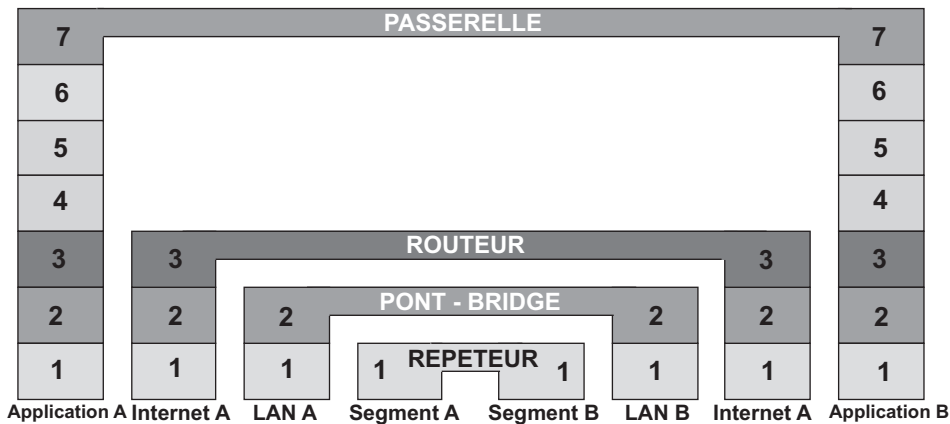 PASSERELLE
7 7
6 6
5 5
4 4
ROUTEUR
3 3 3 3
PONT - BRIDGE
2 2 2 2 2 2
REPETEUR
1 1 1 1 1 1 1 1
Application A Internet A LAN A Segment A Segment B LAN B Internet A Application B